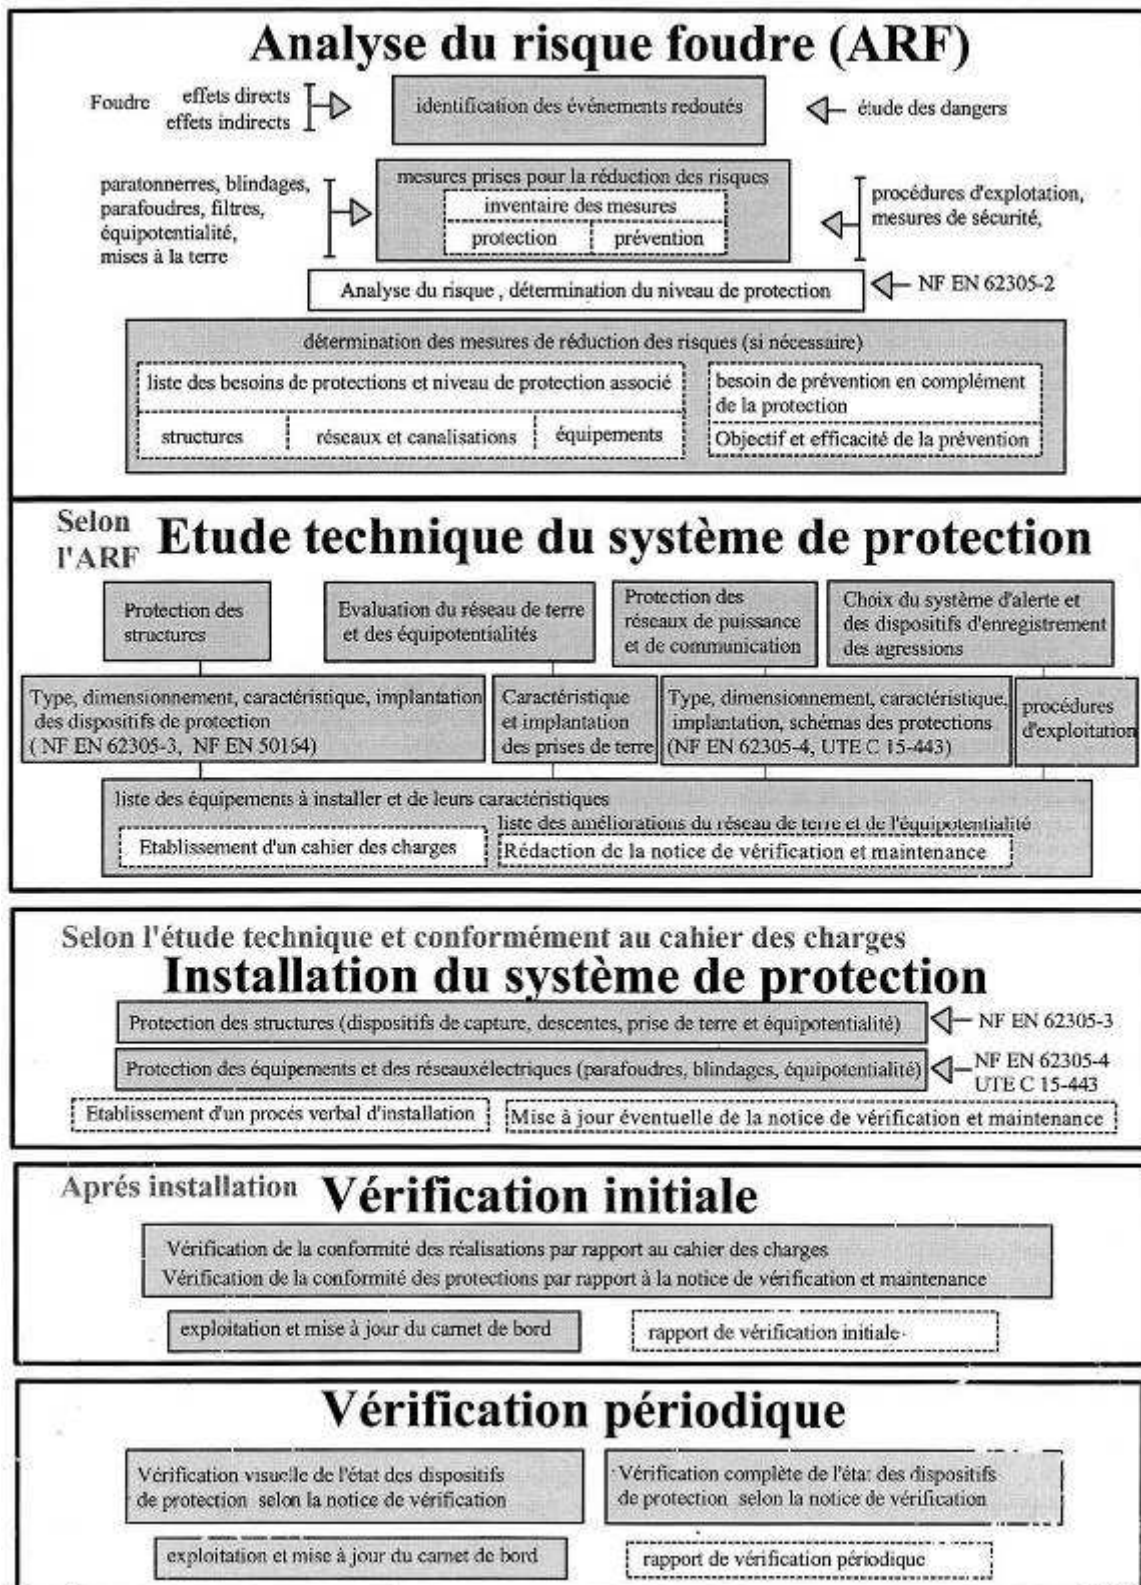 Analyse du risque foudre (ARF)
Foudre
effets directs
effets indirects
identification des événements redoutés
étude des dangers
paratonnerres, blindages,
parafoudres, filtres,
équipotentialité,
mises à la terre
mesures prises pour la réduction des risques
inventaire des mesures
protection
prévention
procédures d'explotation,
mesures de sécurité,
Analyse du risque , détermination du niveau de protection
NF EN 62305-2
détermination des mesures de réduction des risques (si nécessaire)
liste des besoins de protections et niveau de protection associé
structures
réseaux et canalisations
équipements
besoin de prévention en complément
de la protection
Objectif et efficacité de la prévention
Selon
l'ARF
Etude technique du système de protection
Protection des
structures
Evaluation du réseau de terre
et des équipotentialités
Protection des
réseaux de puissance
et de communication
Choix du système d'alerte et
des dispositifs d'enregistrement
des agressions
Type, dimensionnement, caractéristique, implantation
des dispositifs de protection
( NF EN 62305-3, NF EN 50164)
Caractéristique
et implantation
des prises de terre
Type, dimensionnement, caractéristique,
implantation, schémas des protections
(NF EN 62305-4, UTE C 15-443)
procédures
d'exploitation
liste des équipements à installer et de leurs caractéristiques
liste des améliorations du réseau de terre et de l'équipotentialité
Etablissement d'un cahier des charges
Rédaction de la notice de vérification et maintenance
Selon l'étude technique et conformément au cahier des charges
Installation du système de protection
Protection des structures (dispositifs de capture, descentes, prise de terre et équipotentialité)
NF EN 62305-3
Protection des équipements et des réseauxélectriques (parafoudres, blindages, équipotentialité)
NF EN 62305-4
UTE C 15-443
Etablissement d'un procés verbal d'installation
Mise à jour éventuelle de la notice de vérification et maintenance
Aprés installation
Vérification initiale
Vérification de la conformité des réalisations par rapport au cahier des charges
Vérification de la conformité des protections par rapport à la notice de vérification et maintenance
exploitation et mise à jour du carnet de bord
rapport de vérification initiale
Vérification périodique
Vérification visuelle de l'état des dispositifs
de protection selon la notice de vérification
Vérification complète de l'état des dispositifs
de protection selon la notice de vérification
exploitation et mise à jour du carnet de bord
rapport de vérification périodique